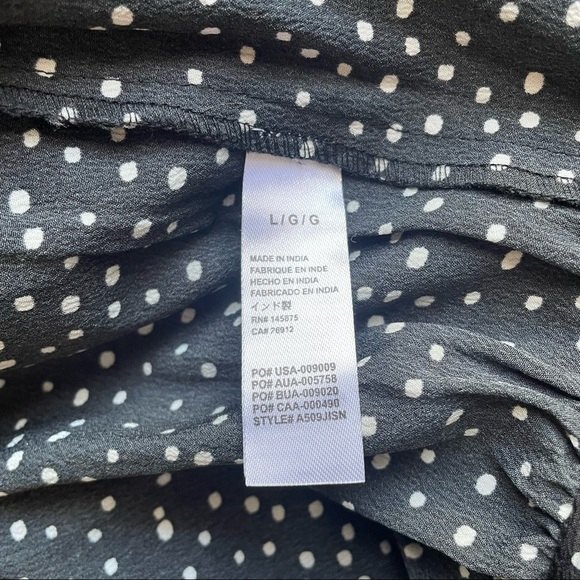 L/G/G
MADE IN INDIA
FABRIQUÉ EN INDE
HECHO EN INDIA
FABRICADO EN INDIA
インド製
RN# 145875
CA# 76912
PO# USA-009009
PO# AUA-005758
PO# BUA-009020
PO# CAA-000490
STYLE# A509JISN